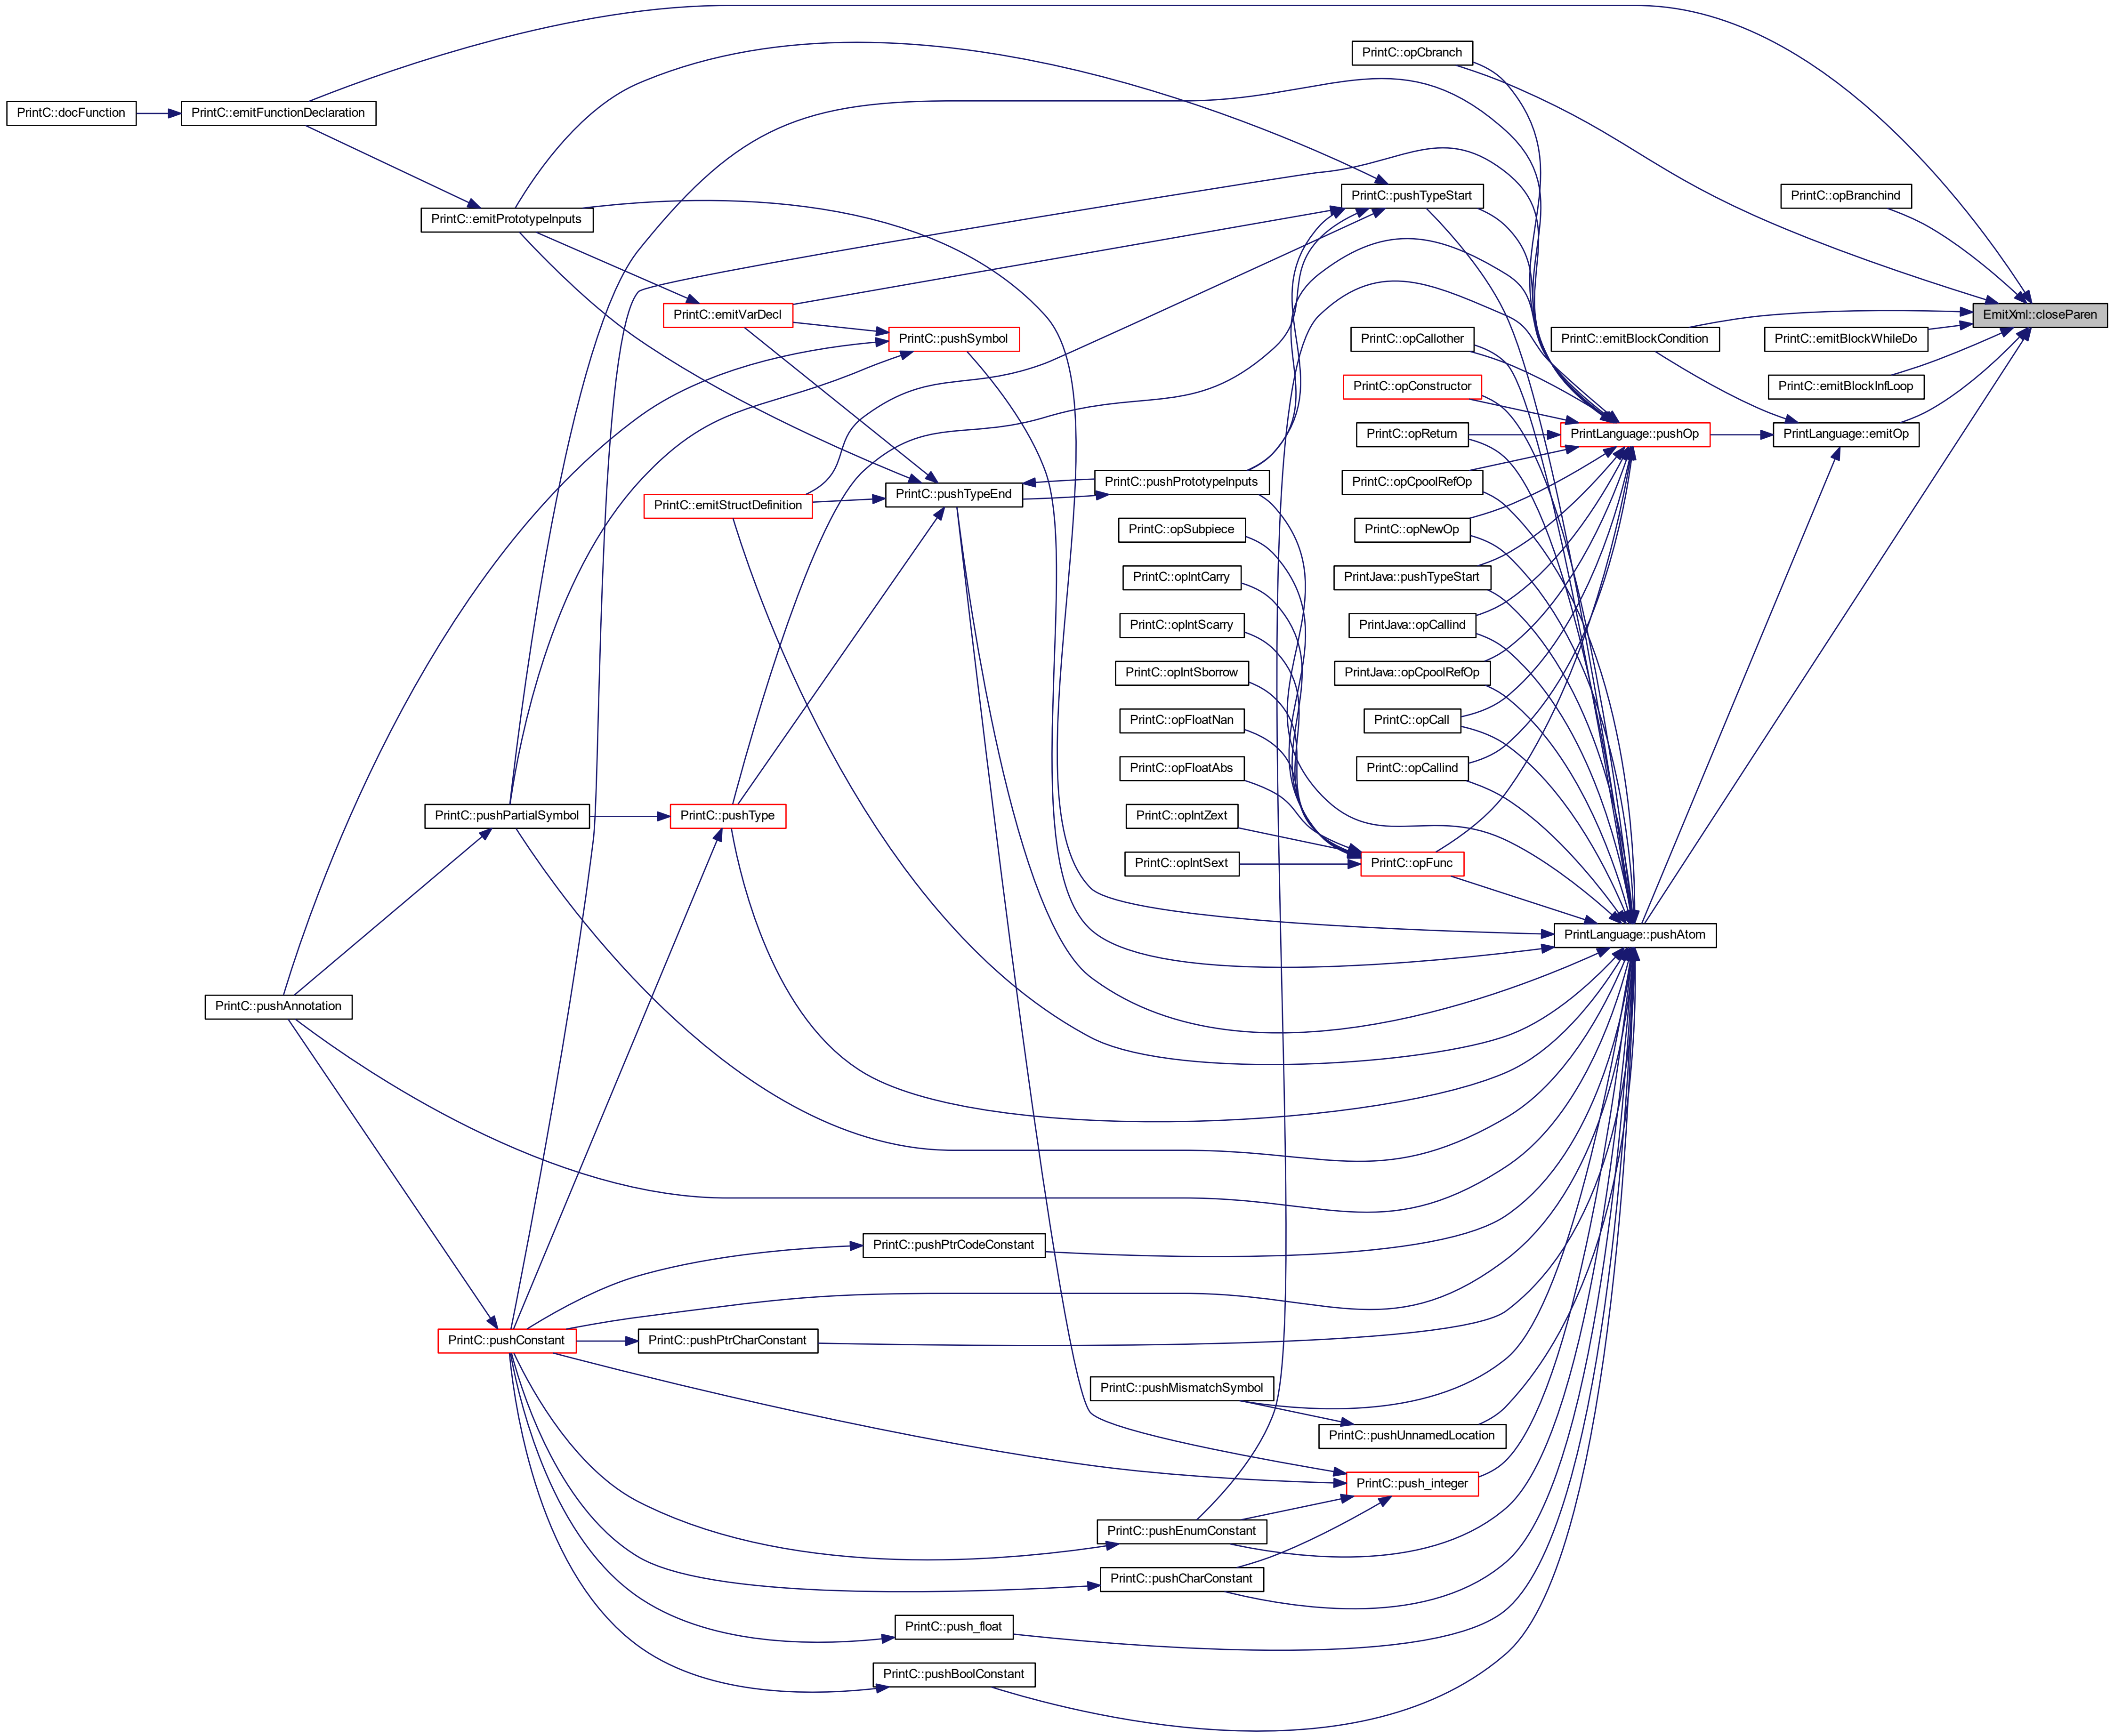 PrintC::opCbranch
PrintC::docFunction
PrintC::emitFunctionDeclaration
PrintC::pushTypeStart
PrintC::opBranchind
PrintC::emitPrototypeInputs
PrintC::emitVarDecl
EmitXml::closeParen
PrintC::pushSymbol
PrintC::opCallother
PrintC::emitBlockCondition
PrintC::emitBlockWhileDo
PrintC::opConstructor
PrintC::emitBlockInfLoop
PrintC::opReturn
PrintLanguage::pushOp
PrintLanguage::emitOp
PrintC::pushPrototypeInputs
PrintC::opCpoolRefOp
PrintC::pushTypeEnd
PrintC::emitStructDefinition
PrintC::opSubpiece
PrintC::opNewOp
PrintC::opIntCarry
PrintJava::pushTypeStart
PrintC::opIntScarry
PrintJava::opCallind
PrintC::opIntSborrow
PrintJava::opCpoolRefOp
PrintC::opFloatNan
PrintC::opCall
PrintC::opFloatAbs
PrintC::opCallind
PrintC::pushPartialSymbol
PrintC::pushType
PrintC::opIntZext
PrintC::opIntSext
PrintC::opFunc
PrintLanguage::pushAtom
PrintC::pushAnnotation
PrintC::pushPtrCodeConstant
PrintC::pushConstant
PrintC::pushPtrCharConstant
PrintC::pushMismatchSymbol
PrintC::pushUnnamedLocation
PrintC::push_integer
PrintC::pushEnumConstant
PrintC::pushCharConstant
PrintC::push_float
PrintC::pushBoolConstant